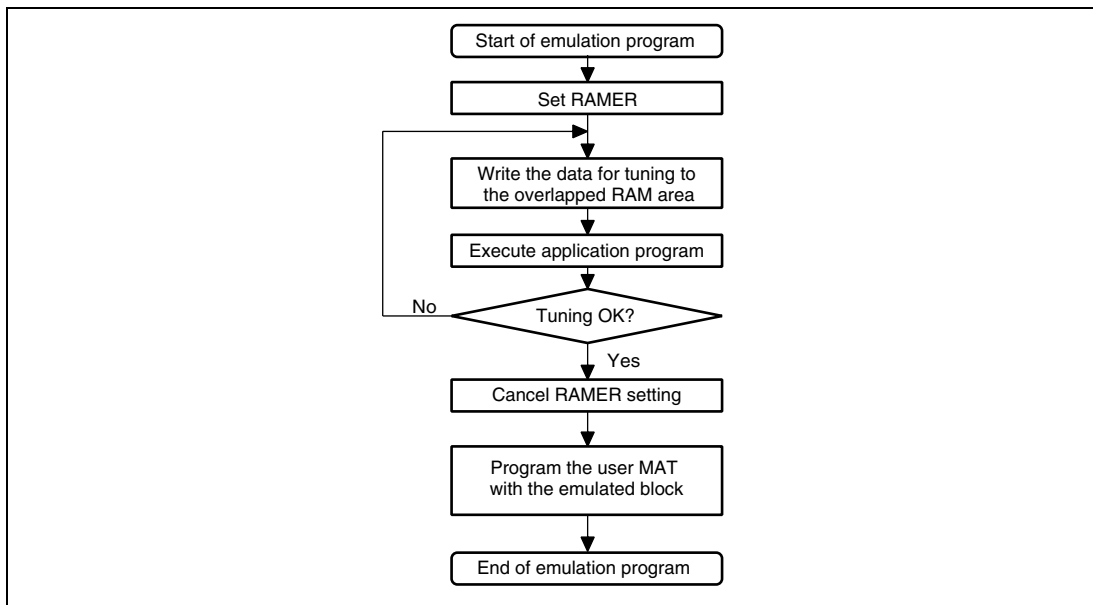 Start of emulation program
Set RAMER
Write the data for tuning to
the overlapped RAM area
Execute application program
No
Tuning OK?
Yes
Cancel RAMER setting
Program the user MAT
with the emulated block
End of emulation program